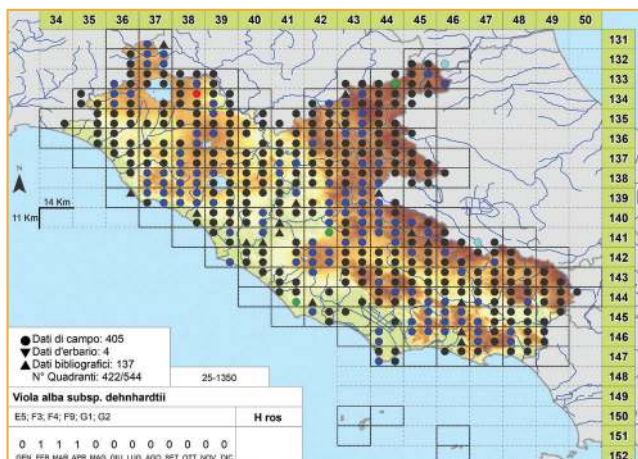 34 35 36 37 38 39 40 41 42 43 44 45 46 47 48 49 50
131
132
133
134
135
136
137
138
139
140
141
142
143
144
145
146
147
148
149
150
151
152
N
14 Km
11 Km
Dati di campo: 405
Dati d'erbario: 4
Dati bibliografici: 137
N° Quadranti: 422/544
25-1350
Viola alba subsp. dehnhardtii
E5; F3; F4; F9; G1; G2
H ros
0 1 1 1 0 0 0 0 0 0 0 0
GEN FEB MAR APR MAG GIU LUG AGO SET OTT NOV DIC